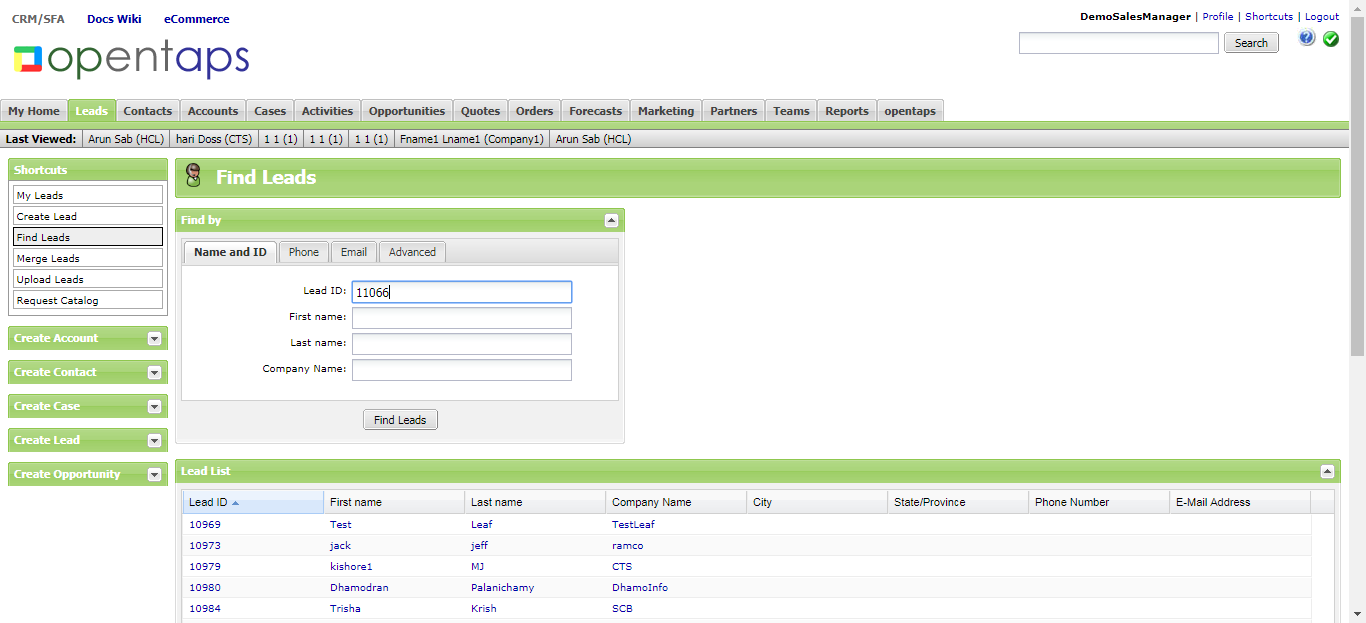 CRM/SFA Docs Wiki eCommerce
DemoSalesManager | Profile | Shortcuts | Logout
opentaps
Search
My Home Leads Contacts Accounts Cases Activities Opportunities Quotes Orders Forecasts Marketing Partners Teams Reports opentaps
Last Viewed: Arun Sab (HCL) hari Doss (CTS) 1 1 (1) 1 1 (1) 1 1 (1) Fname1 Lname1 (Company1) Arun Sab (HCL)
Shortcuts
My Leads
Create Lead
Find Leads
Merge Leads
Upload Leads
Request Catalog
Create Account
Create Contact
Create Case
Create Lead
Create Opportunity
Find Leads
Find by
Name and ID Phone Email Advanced
Lead ID: 11066
First name:
Last name:
Company Name:
Find Leads
Lead List
Lead ID First name Last name Company Name City State/Province Phone Number E-Mail Address
10969 Test Leaf TestLeaf
10973 jack jeff ramco
10979 kishore1 MJ CTS
10980 Dhamodran Palanichamy DhamoInfo
10984 Trisha Krish SCB